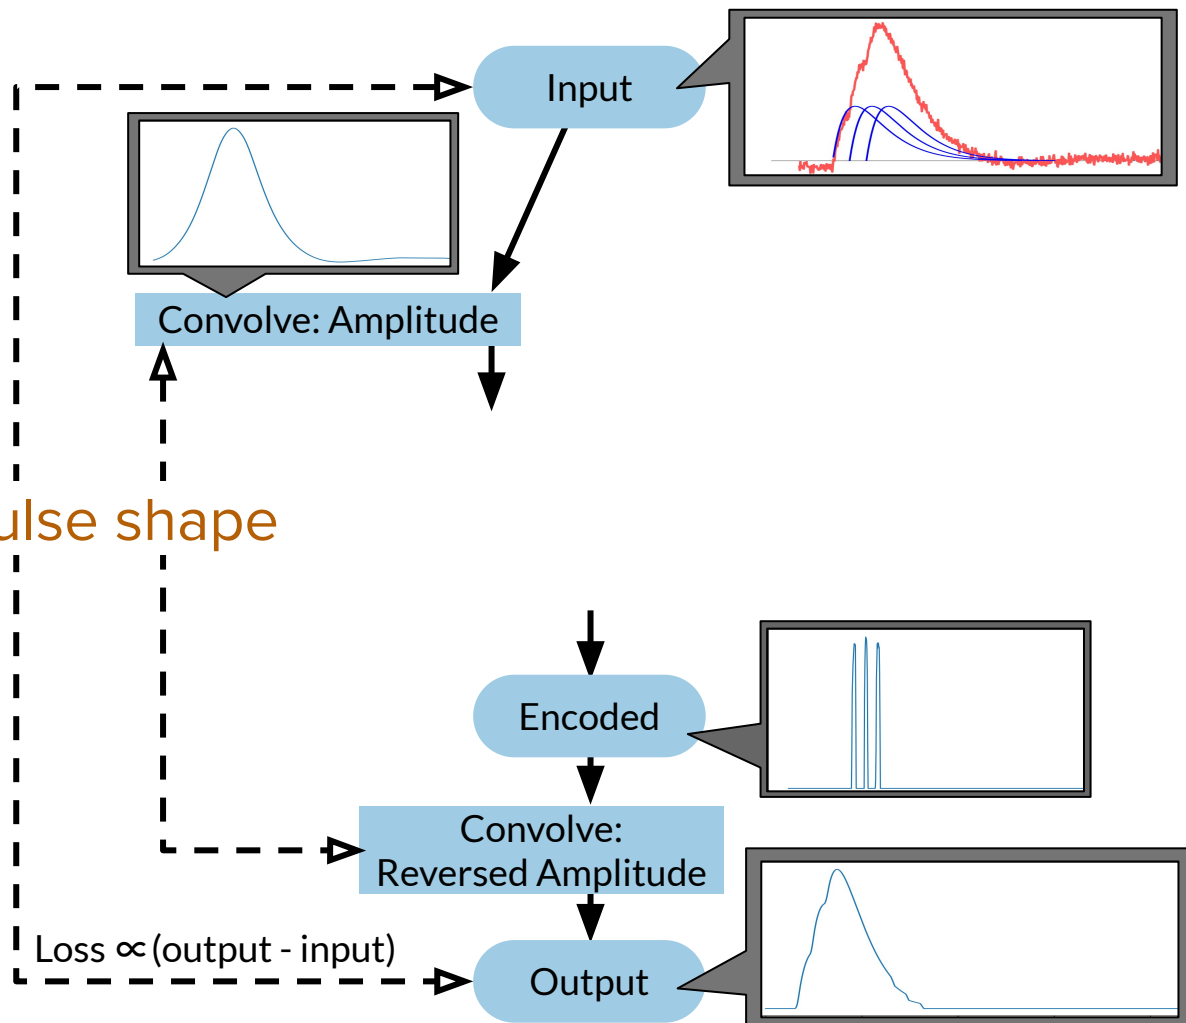 Input
Convolve: Amplitude
ulse shape
Encoded
Convolve:
Reversed Amplitude
Loss ∝ (output - input)
Output